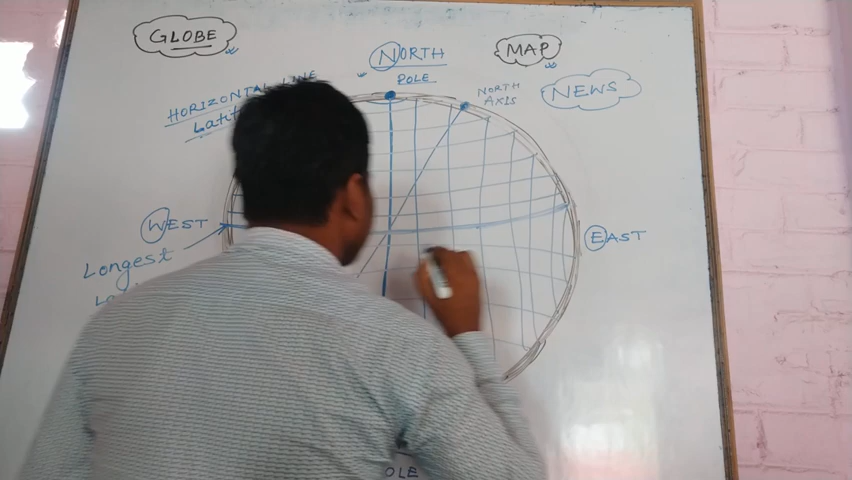 GLOBE
NORTH
POLE
MAP
NORTH
AXIS
NEWS
HORIZONTAL LINE
WEST
EAST
Longest
OLE